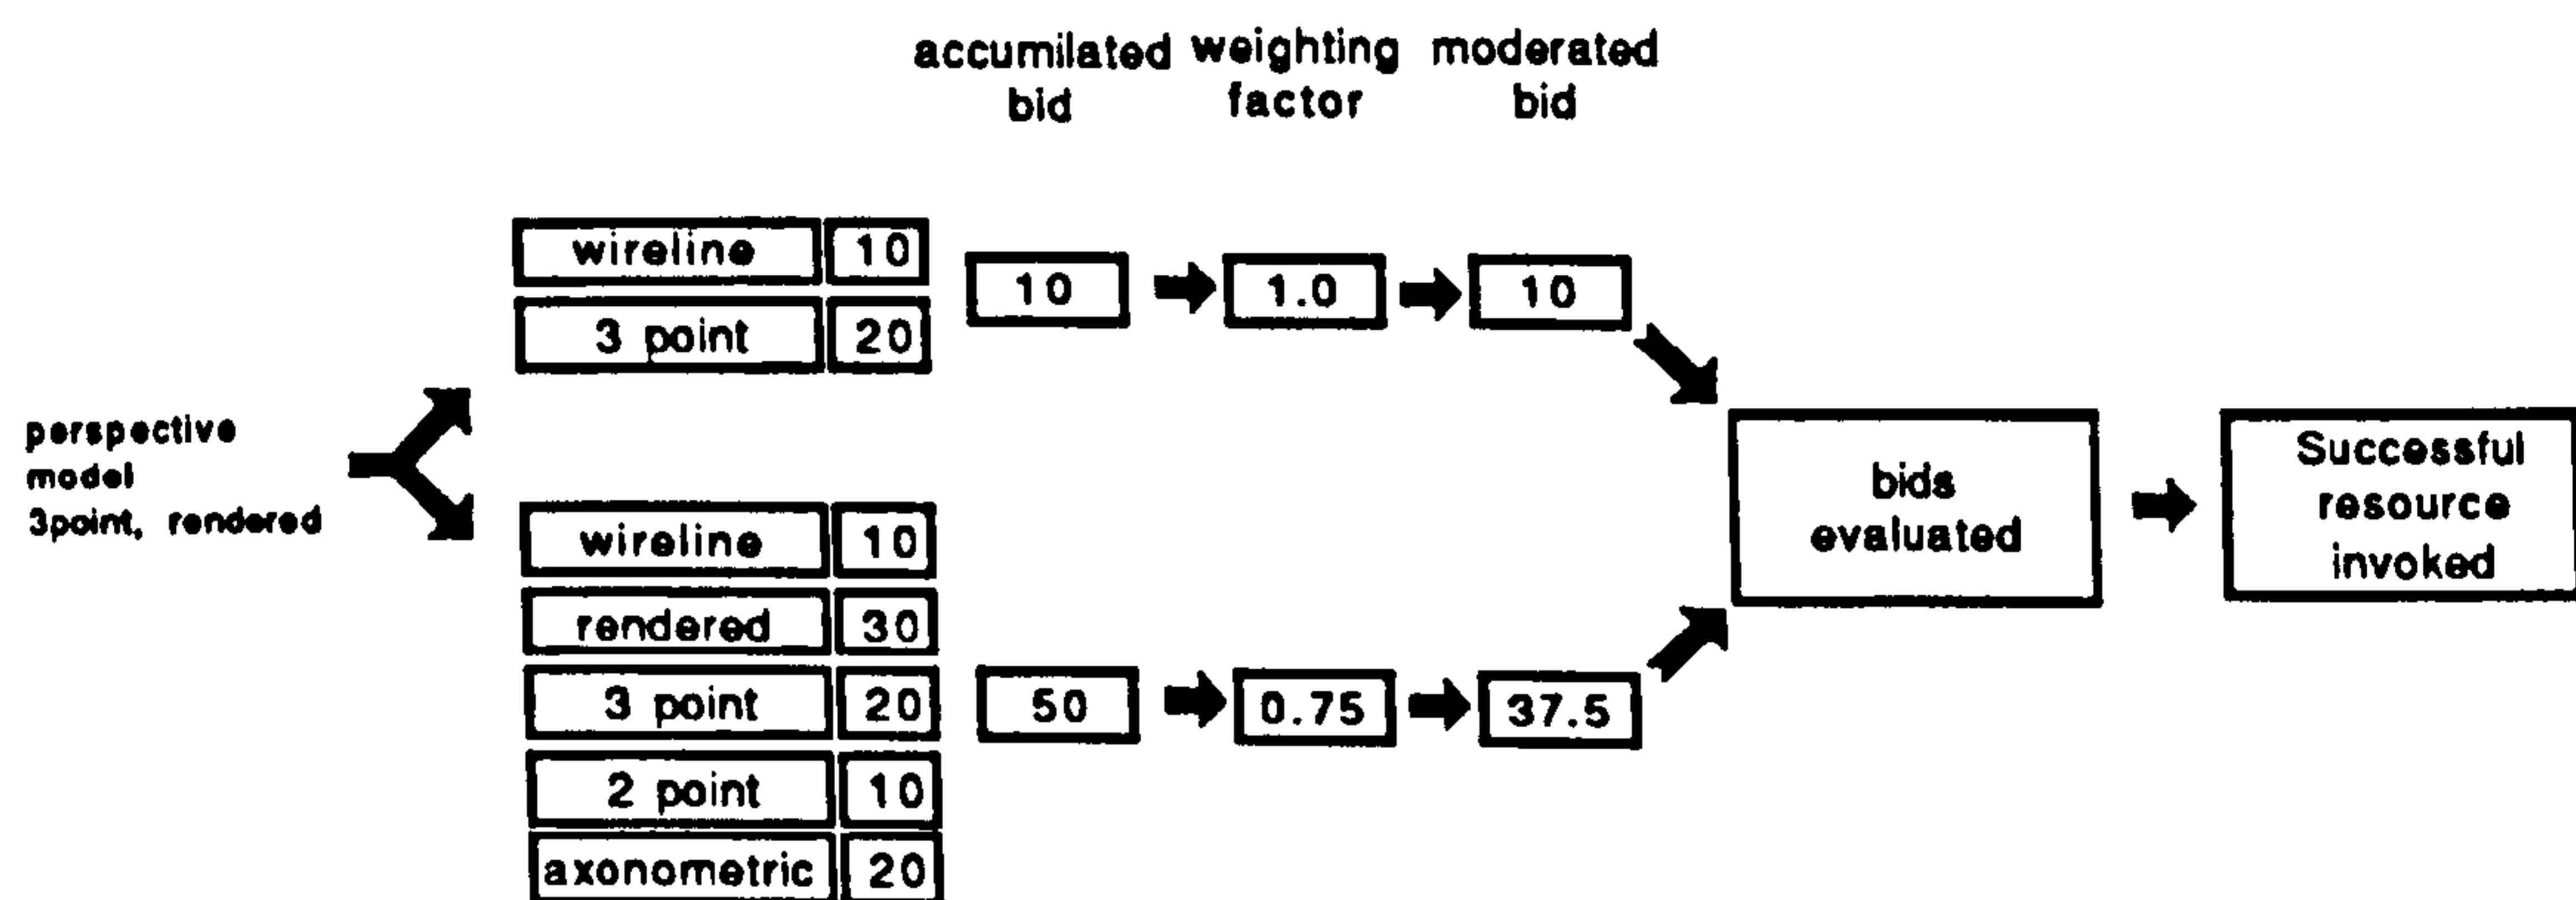 accumilated weighting moderated
bid factor bid
wireline 10
3 point 20
10 1.0 10
perspective
model
3point, rendered
wireline 10
rendered 30
3 point 20
2 point 10
axonometric 20
50 0.75 37.5
bids
evaluated
Successful
resource
invoked